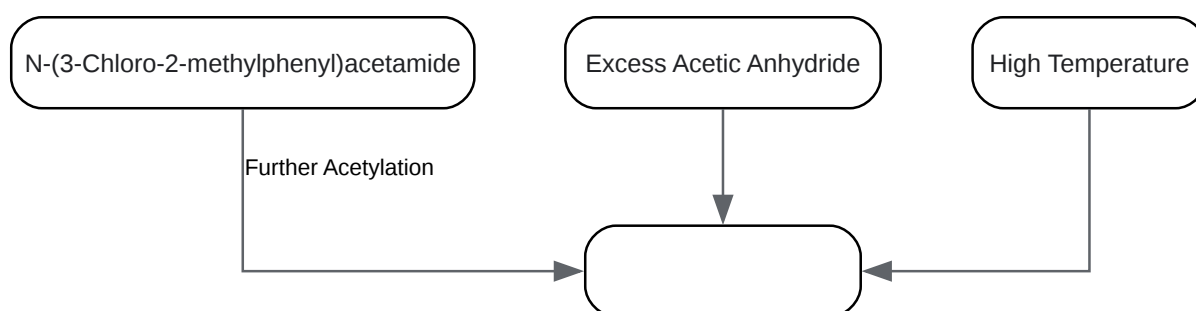 N-(3-Chloro-2-methylphenyl)acetamide
Excess Acetic Anhydride
High Temperature
Further Acetylation